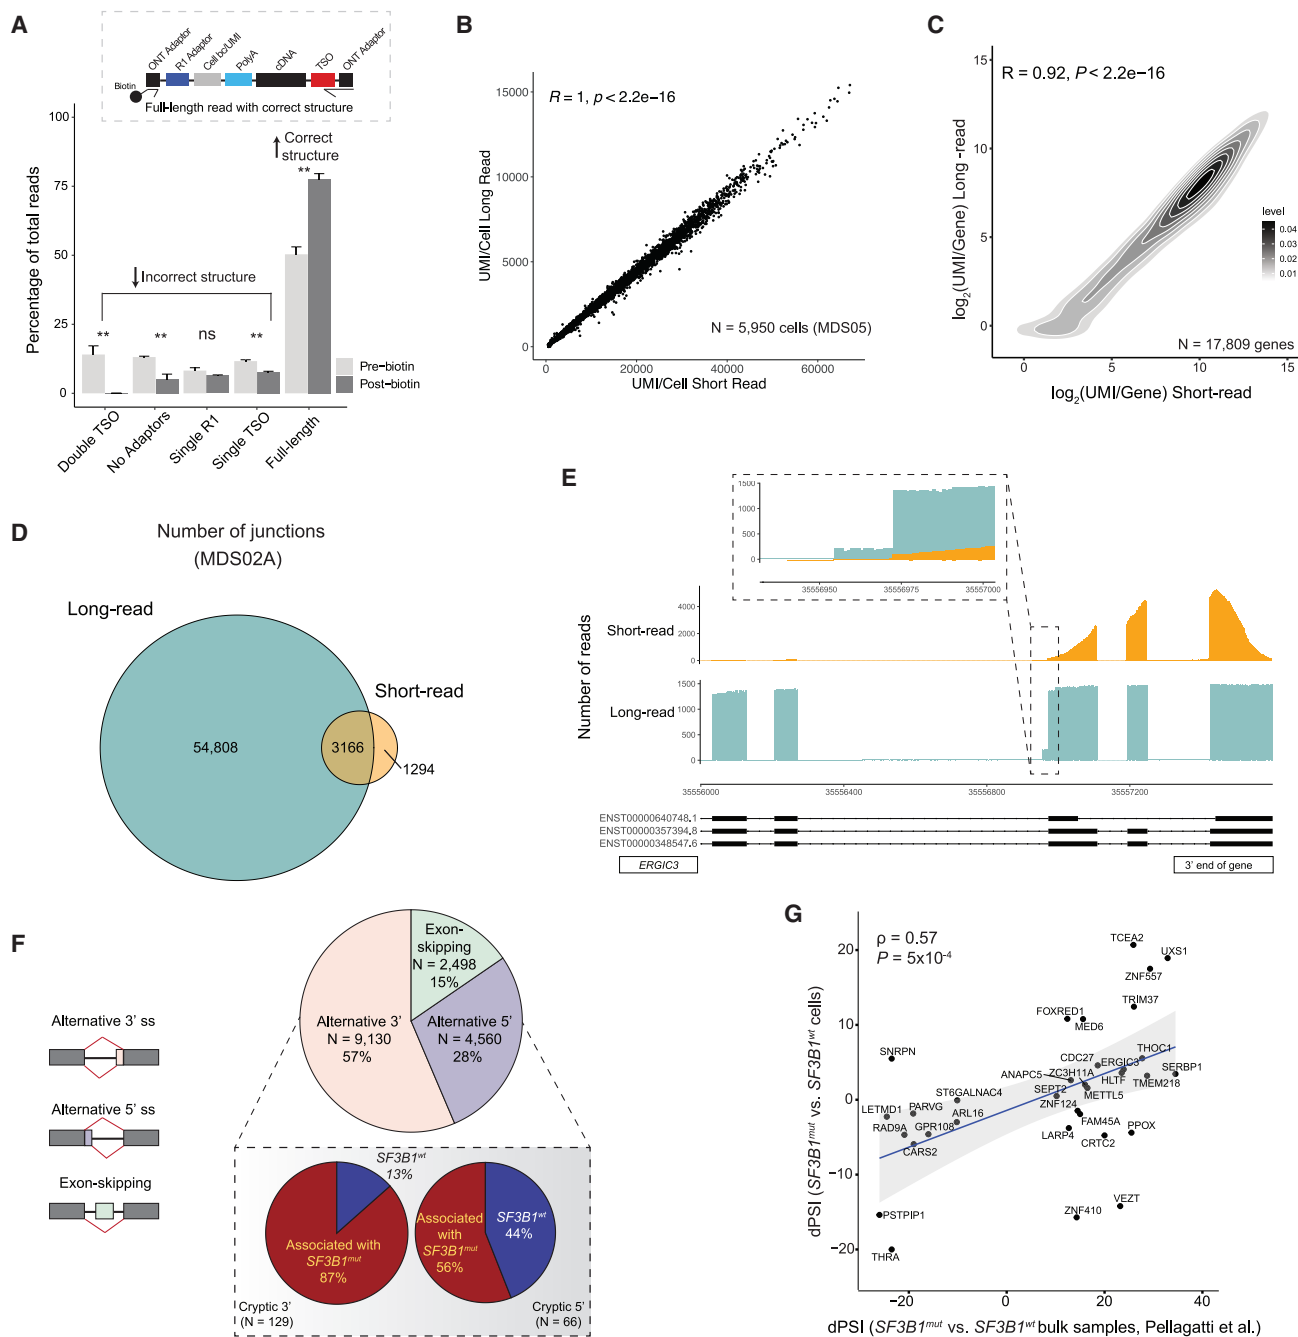 A
ONT Adaptor
R1 Adaptor
Cell bc/UMI
PolyA
cDNA
TSO
ONT Adaptor
Biotin
Full-length read with correct structure
Percentage of total reads
100
75
50
25
0
Correct
structure
**
Incorrect structure
**
**
ns
**
Pre-biotin
Post-biotin
Double TSO
No Adaptors
Single R1
Single TSO
Full-length
B
R = 1, p < 2.2e−16
UMI/Cell Long Read
15000
10000
5000
0
N = 5,950 cells (MDS05)
0
20000
40000
60000
UMI/Cell Short Read
C
R = 0.92, P < 2.2e-16
log2(UMI/Gene) Long -read
10
5
0
level
0.04
0.03
0.02
0.01
N = 17,809 genes
0
5
10
15
log2(UMI/Gene) Short-read
D
Number of junctions
(MDS02A)
Long-read
Short-read
54,808
3166
1294
E
1500
1000
500
0
35556950
35556975
35557000
Number of reads
Short-read
4000
2000
0
Long-read
1500
1000
500
0
35556000
35556400
35556800
35557200
ENST00000640748.1
ENST00000357394.8
ENST00000348547.6
ERGIC3
3' end of gene
F
Alternative 3' ss
Alternative 5' ss
Exon-skipping
Exon-
skipping
N = 2,498
15%
Alternative 3'
N = 9,130
57%
Alternative 5'
N = 4,560
28%
SF3B1wt
13%
Associated with
SF3B1mut
87%
Associated
with
SF3B1mut
56%
SF3B1wt
44%
Cryptic 3'
(N = 129)
Cryptic 5'
(N = 66)
G
ρ = 0.57
P = 5x10-4
dPSI (SF3B1mut vs. SF3B1wt cells)
20
10
0
−10
−20
TCEA2
UXS1
ZNF557
TRIM37
FOXRED1
MED6
SNRPN
CDC27
THOC1
ERGIC3
ANAPC5
ZC3H11A
SERBP1
HLTF
TMEM218
SEPT2
METTL5
ST6GALNAC4
LETMD1
PARVG
ARL16
ZNF124
FAM45A
RAD9A
GPR108
LARP4
CRTC2
PPOX
CARS2
PSTPIP1
ZNF410
VEZT
THRA
−20
0
20
40
dPSI (SF3B1mut vs. SF3B1wt bulk samples, Pellagatti et al.)